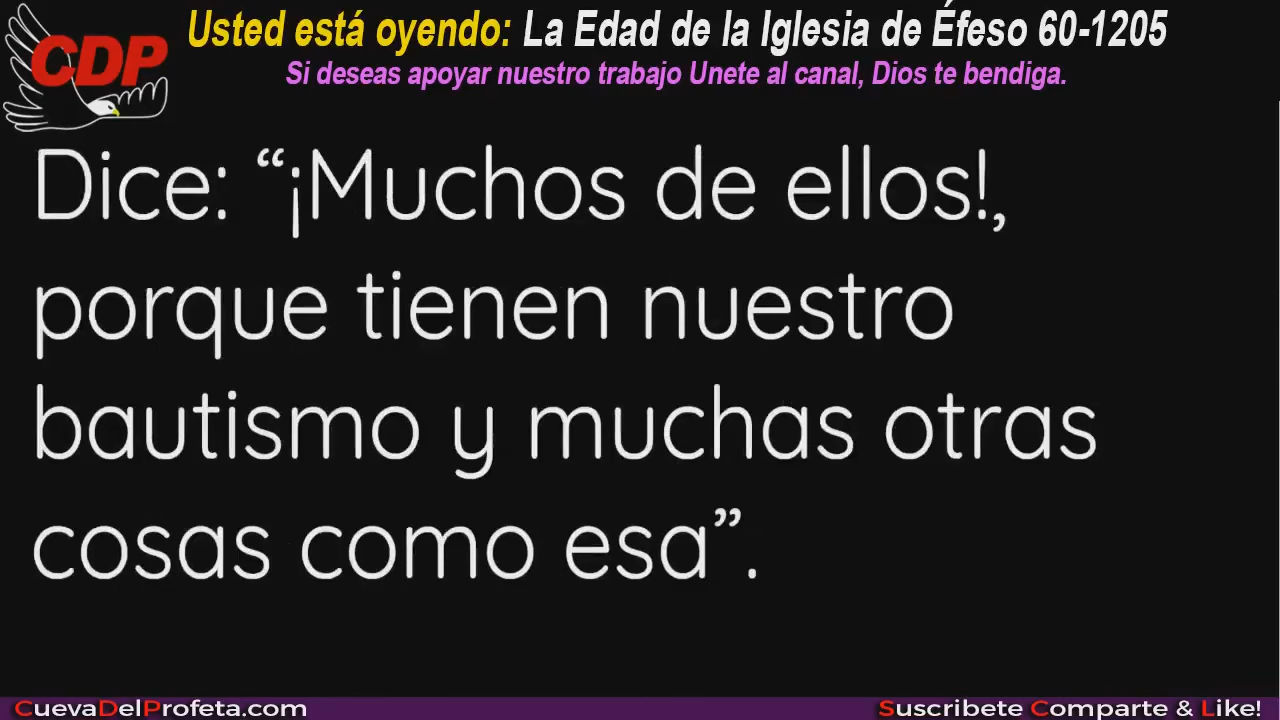 CDP
Usted está oyendo: La Edad de la Iglesia de Éfeso 60-1205
Si deseas apoyar nuestro trabajo Unete al canal, Dios te bendiga.
Dice: “¡Muchos de ellos!,
porque tienen nuestro
bautismo y muchas otras
cosas como esa”.
CuevaDelProfeta.com
Suscribete Comparte & Like!